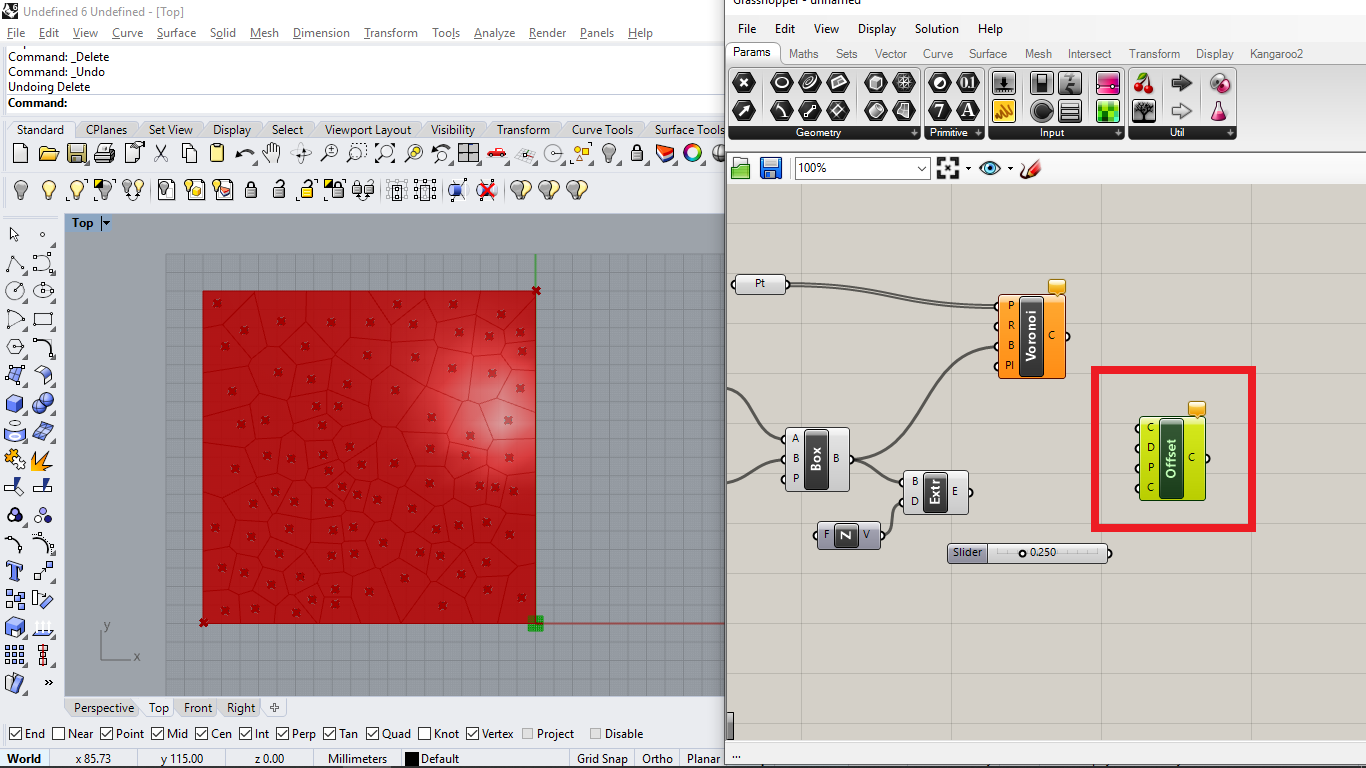 Undefined 6 Undefined - [Top]
File Edit View Curve Surface Solid Mesh Dimension Transform Tools Analyze Render Panels Help
Command: _Delete
Command: _Undo
Undoing Delete
Command:
Standard CPlanes Set View Display Select Viewport Layout Visibility Transform Curve Tools Surface Tools
Top
y
x
Perspective Top Front Right
End Near Point Mid Cen Int Perp Tan Quad Knot Vertex Project Disable
World x 85.73 y 115.00 z 0.00 Millimeters Default Grid Snap Ortho Planar
Grasshopper - unnamed
File Edit View Display Solution Help
Params Maths Sets Vector Curve Surface Mesh Intersect Transform Display Kangaroo2
0.1
7 A
Geometry Primitive Input Util
100%
Pt
P
R
B
Pl
Voronoi
C
A
B
P
Box
B
B
D
Extr
E
F
Z
V
Slider 0.250
C
D
P
C
Offset
C
...